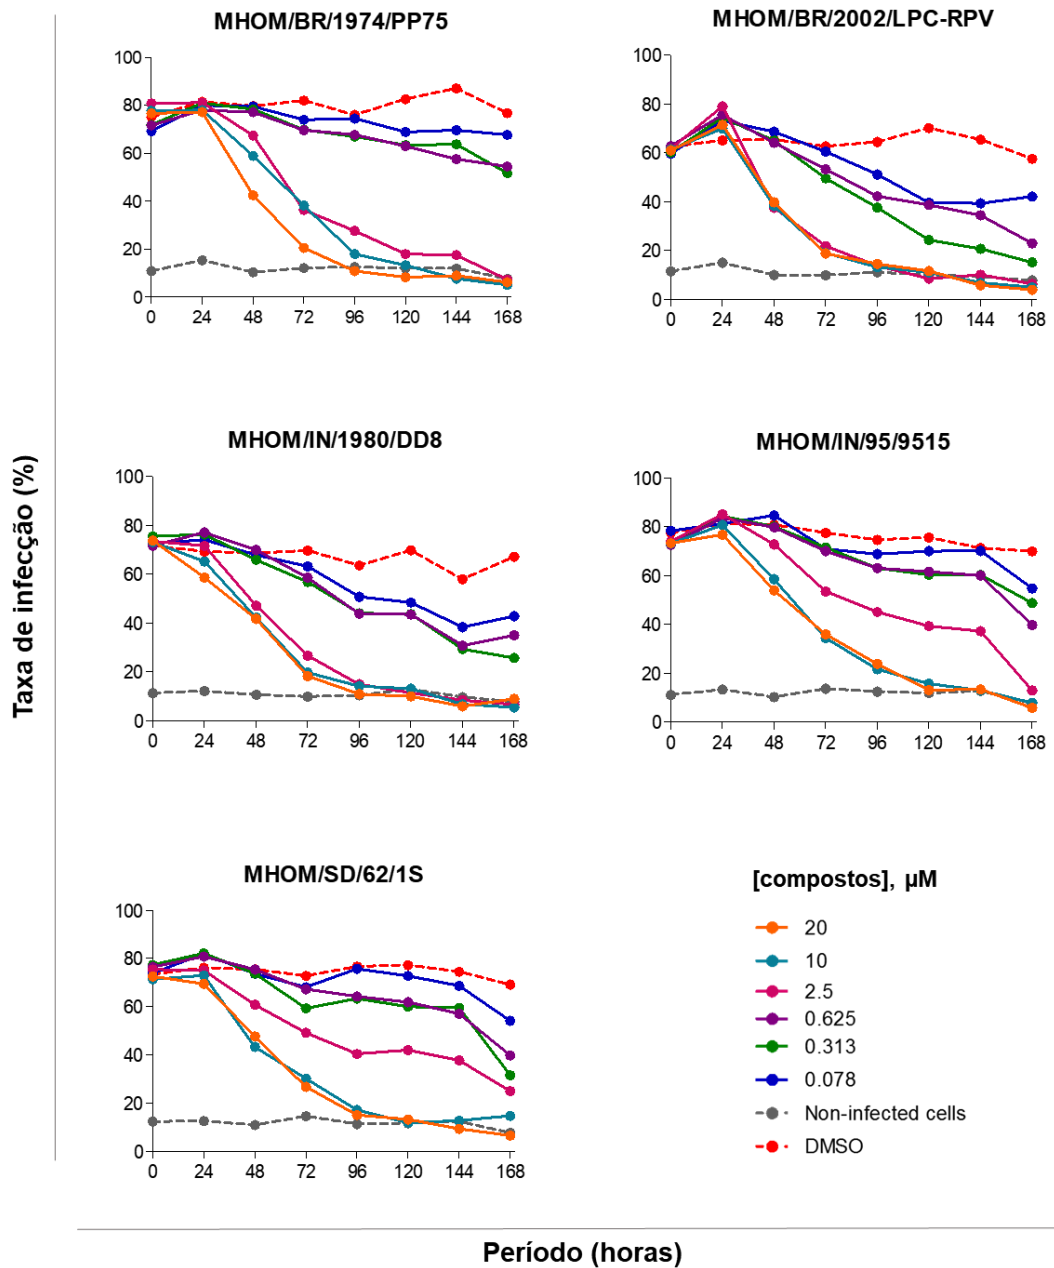 MHOM/BR/1974/PP75
100
80
60
40
20
0
0 24 48 72 96 120 144 168
MHOM/BR/2002/LPC-RPV
100
80
60
40
20
0
0 24 48 72 96 120 144 168
MHOM/IN/1980/DD8
100
80
60
40
20
0
0 24 48 72 96 120 144 168
MHOM/IN/95/9515
100
80
60
40
20
0
0 24 48 72 96 120 144 168
MHOM/SD/62/1S
100
80
60
40
20
0
0 24 48 72 96 120 144 168
[compostos], µM
20
10
2.5
0.625
0.313
0.078
Non-infected cells
DMSO
Taxa de infecção (%)
Período (horas)